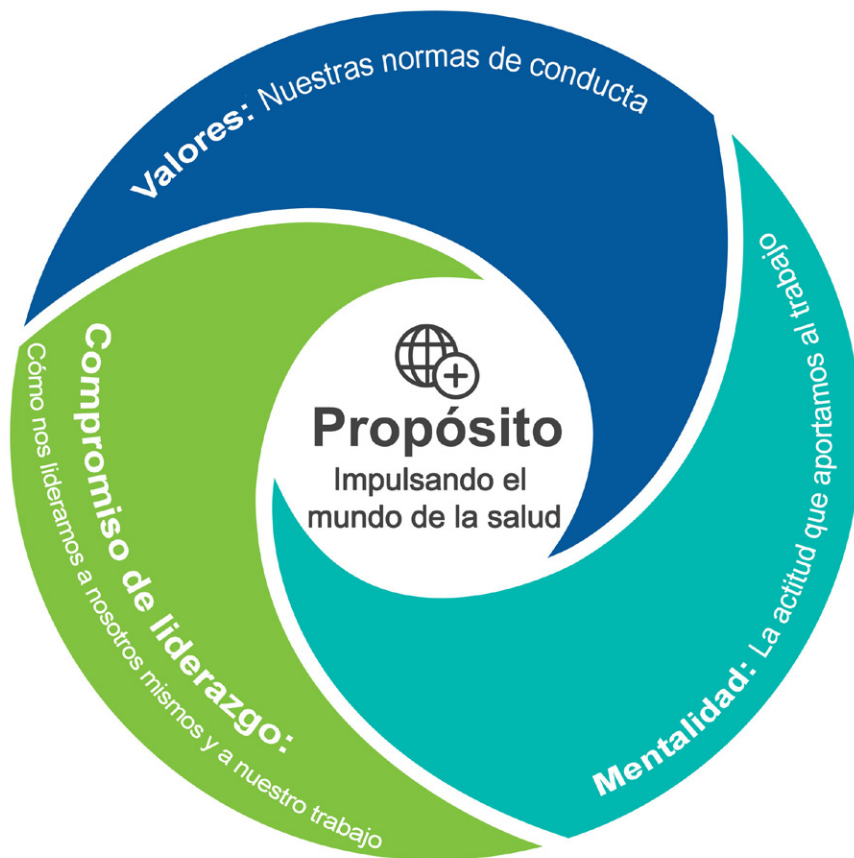 Valores: Nuestras normas de conducta
Mentalidad: La actitud que aportamos al trabajo
Compromiso de liderazgo:
Cómo nos lideramos a nosotros mismos y a nuestro trabajo
Propósito
Impulsando el
mundo de la salud